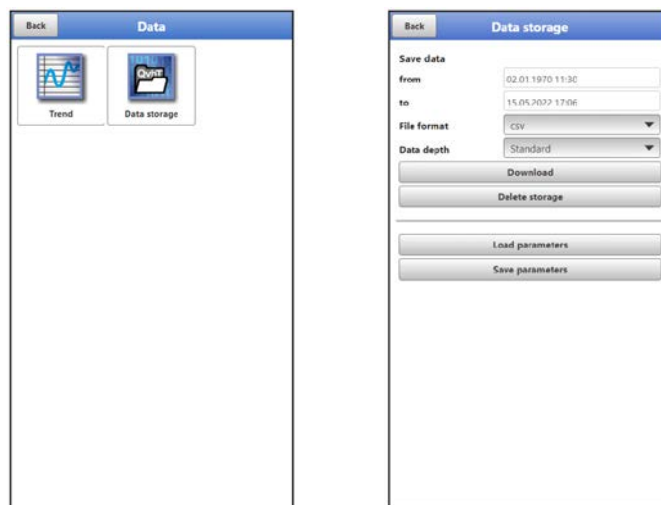 Back Data
QvhT
Trend Data storage
Back Data storage
Save data
from 02.01.1970 11:30
to 15.05.2022 17:06
File format csv
Data depth Standard
Download
Delete storage
Load parameters
Save parameters